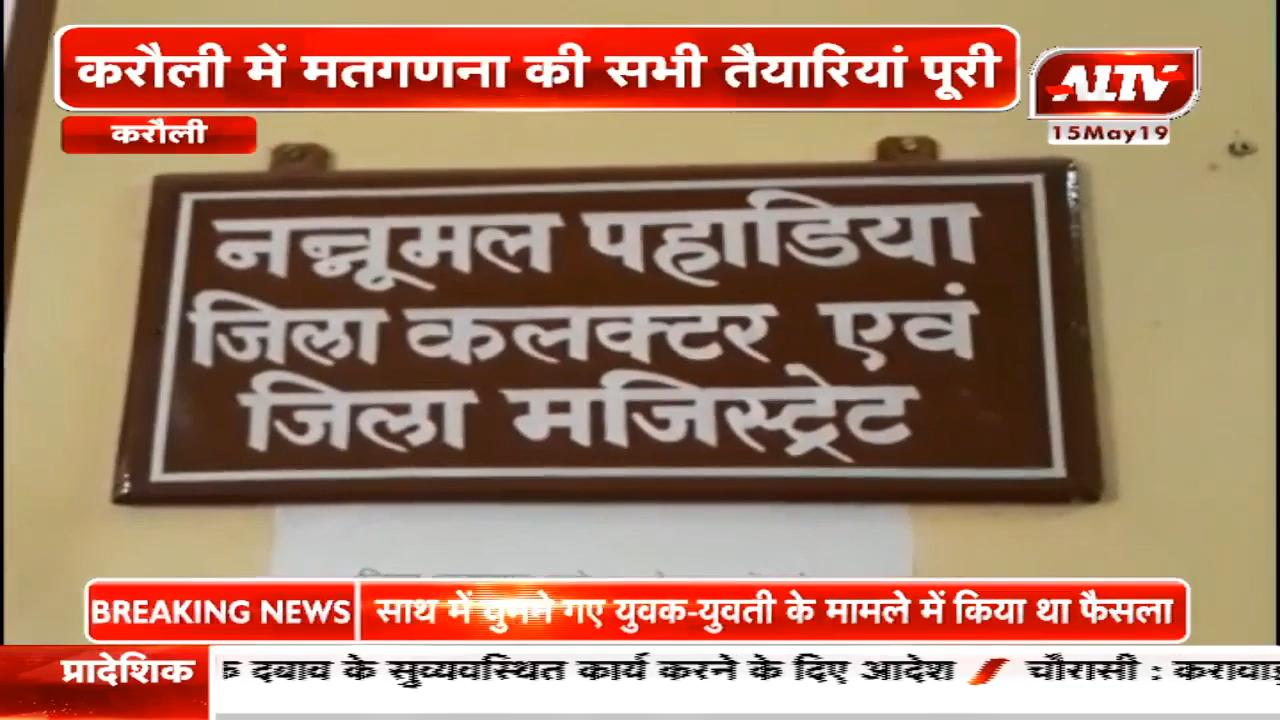 करौली में मतगणना की सभी तैयारियां पूरी
ALTV
करौली
15May19
नन्नूमल पहाडिया
जिला कलक्टर एवं
जिला मजिस्ट्रेट
BREAKING NEWS
साथ में घुमने गए युवक-युवती के मामले में किया था फैसला
प्रादेशिक
दबाव के सुव्यवस्थित कार्य करने के दिए आदेश
चौरासी :